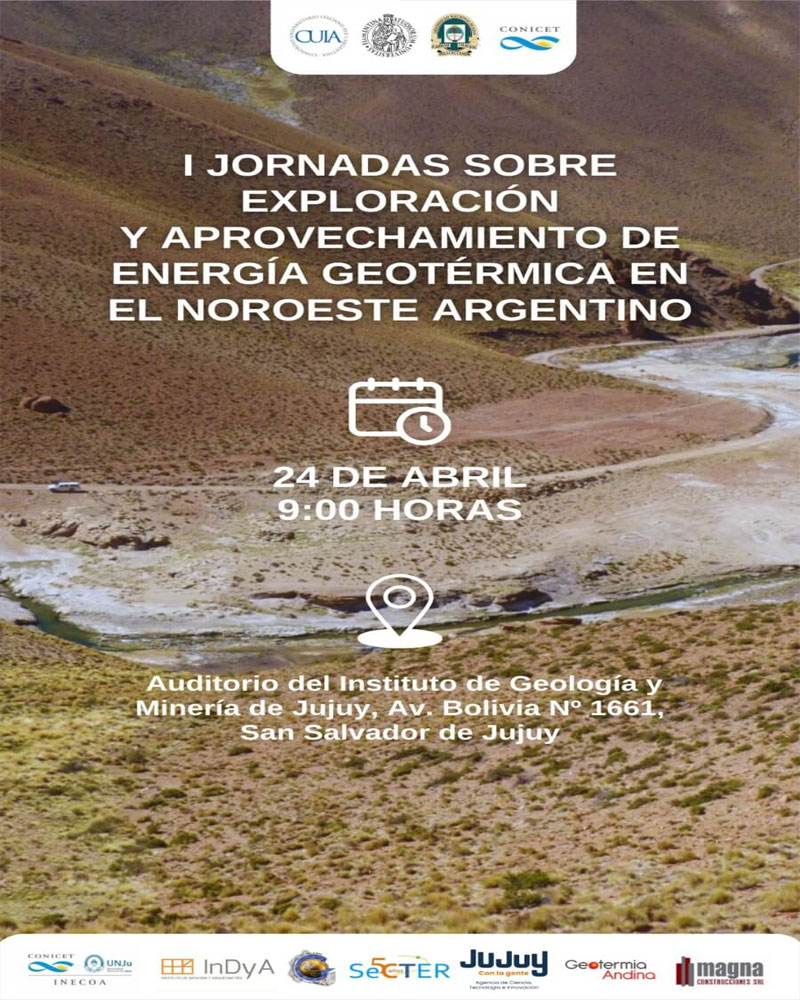 CUIA
CONICET
I JORNADAS SOBRE
EXPLORACIÓN
Y APROVECHAMIENTO DE
ENERGÍA GEOTÉRMICA EN
EL NOROESTE ARGENTINO
24 DE ABRIL
9:00 HORAS
Auditorio del Instituto de Geología y
Minería de Jujuy, Av. Bolivia Nº 1661,
San Salvador de Jujuy
CONICET
UNJu
INECOA
InDyA
SeCTER
50 años
JUJUY
Con la gente
Agencia de Ciencia,
Tecnología e Innovación
Geotermia
Andina
magna
CONSTRUCCIONES SRL